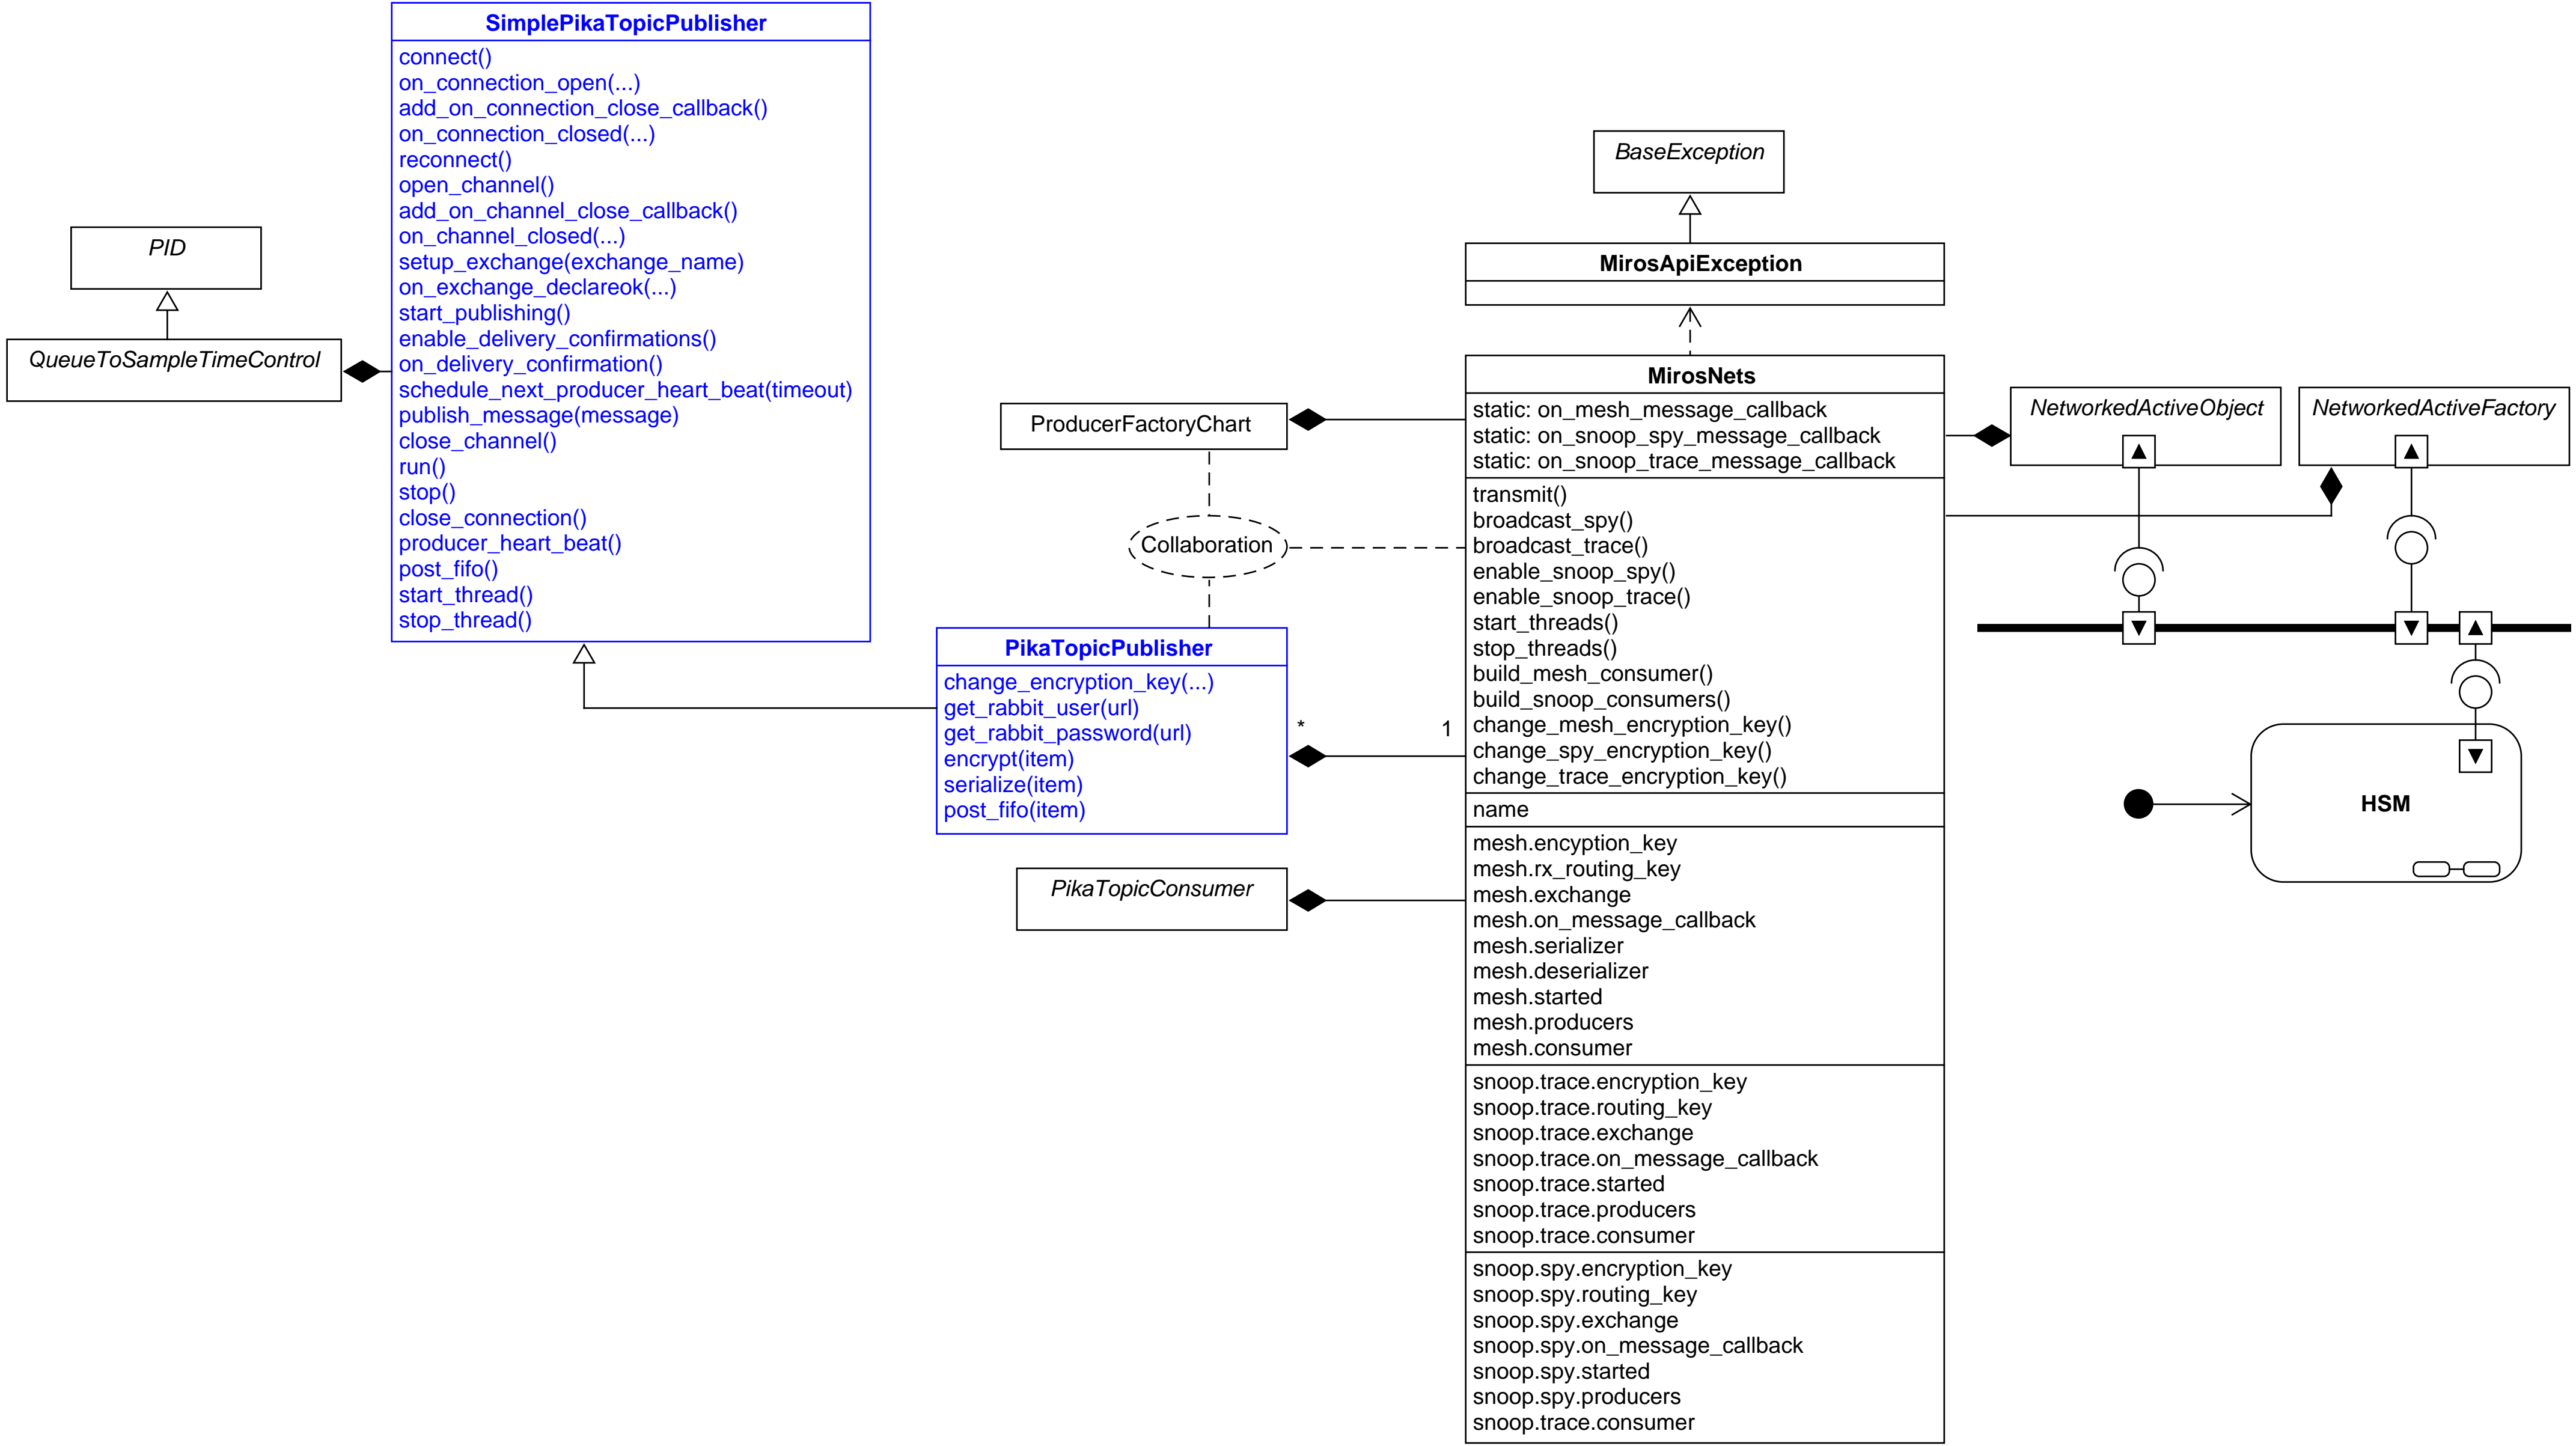 SimplePikaTopicPublisher
connect()
on_connection_open(...)
add_on_connection_close_callback()
on_connection_closed(...)
reconnect()
open_channel()
add_on_channel_close_callback()
on_channel_closed(...)
setup_exchange(exchange_name)
on_exchange_declareok(...)
start_publishing()
enable_delivery_confirmations()
on_delivery_confirmation()
schedule_next_producer_heart_beat(timeout)
publish_message(message)
close_channel()
run()
stop()
close_connection()
producer_heart_beat()
post_fifo()
start_thread()
stop_thread()
PID
QueueToSampleTimeControl
BaseException
MirosApiException
ProducerFactoryChart
Collaboration
PikaTopicPublisher
change_encryption_key(...)
get_rabbit_user(url)
get_rabbit_password(url)
encrypt(item)
serialize(item)
post_fifo(item)
* 1
PikaTopicConsumer
MirosNets
static: on_mesh_message_callback
static: on_snoop_spy_message_callback
static: on_snoop_trace_message_callback
transmit()
broadcast_spy()
broadcast_trace()
enable_snoop_spy()
enable_snoop_trace()
start_threads()
stop_threads()
build_mesh_consumer()
build_snoop_consumers()
change_mesh_encryption_key()
change_spy_encryption_key()
change_trace_encryption_key()
name
mesh.encyption_key
mesh.rx_routing_key
mesh.exchange
mesh.on_message_callback
mesh.serializer
mesh.deserializer
mesh.started
mesh.producers
mesh.consumer
snoop.trace.encryption_key
snoop.trace.routing_key
snoop.trace.exchange
snoop.trace.on_message_callback
snoop.trace.started
snoop.trace.producers
snoop.trace.consumer
snoop.spy.encryption_key
snoop.spy.routing_key
snoop.spy.exchange
snoop.spy.on_message_callback
snoop.spy.started
snoop.spy.producers
snoop.trace.consumer
NetworkedActiveObject
NetworkedActiveFactory
HSM